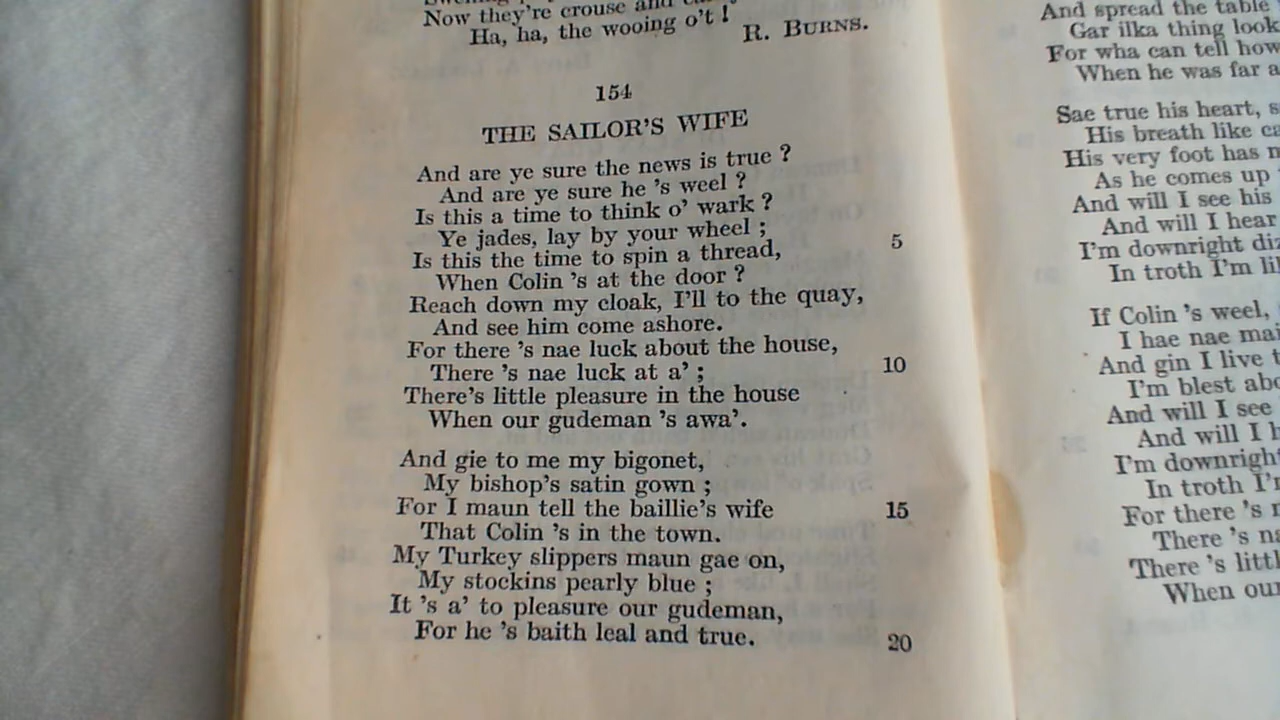 Now they're crouse and
Ha, ha, the wooing o't !
R. BURNS.
154
THE SAILOR'S WIFE
And are ye sure the news is true ?
And are ye sure he 's weel ?
Is this a time to think o' wark ?
Ye jades, lay by your wheel ;
Is this the time to spin a thread, 5
When Colin 's at the door ?
Reach down my cloak, I'll to the quay,
And see him come ashore.
For there 's nae luck about the house,
There 's nae luck at a' ; 10
There's little pleasure in the house
When our gudeman 's awa'.
And gie to me my bigonet,
My bishop's satin gown ;
For I maun tell the baillie's wife 15
That Colin 's in the town.
My Turkey slippers maun gae on,
My stockins pearly blue ;
It 's a' to pleasure our gudeman,
For he 's baith leal and true. 20
And spread the table
Gar ilka thing look
For wha can tell how
When he was far a
Sae true his heart, s
His breath like
His very foot has
As he comes up
And will I see his
And will I hear
I'm downright
In troth I'm
If Colin 's weel,
I hae nae
And gin I live
I'm blest
And will I see
And will I
I'm downright
In troth
For there 's
There 's
There 's
When our